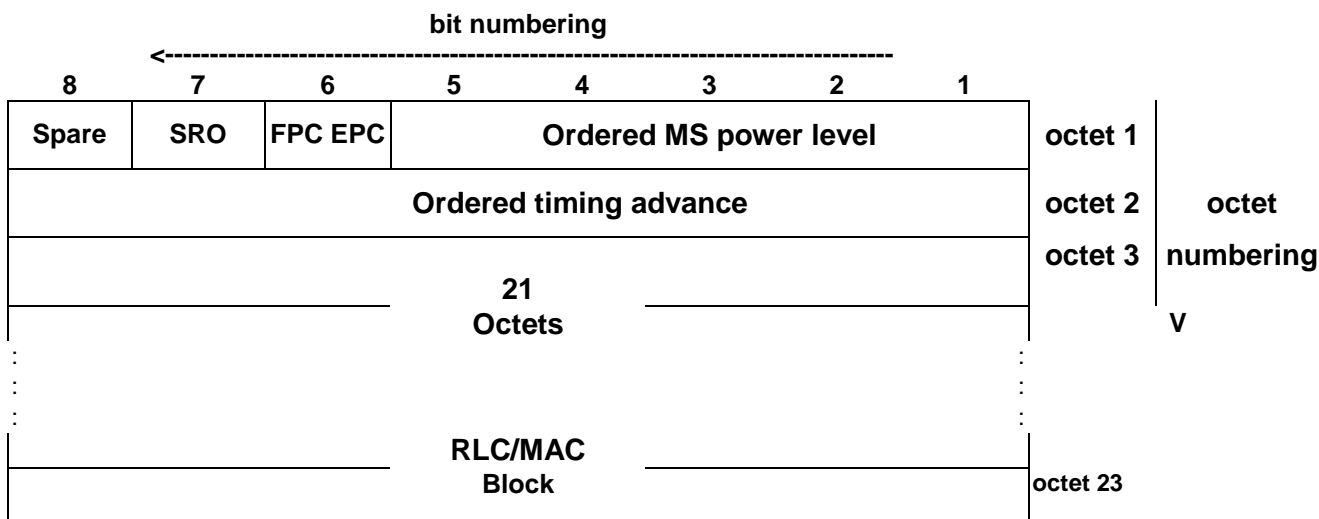 bit numbering
<--------------------------------------------------------------------------------
8 7 6 5 4 3 2 1
Spare SRO FPC EPC Ordered MS power level octet 1
Ordered timing advance octet 2 octet
octet 3 numbering
21
Octets V
: :
: :
: :
RLC/MAC
Block octet 23